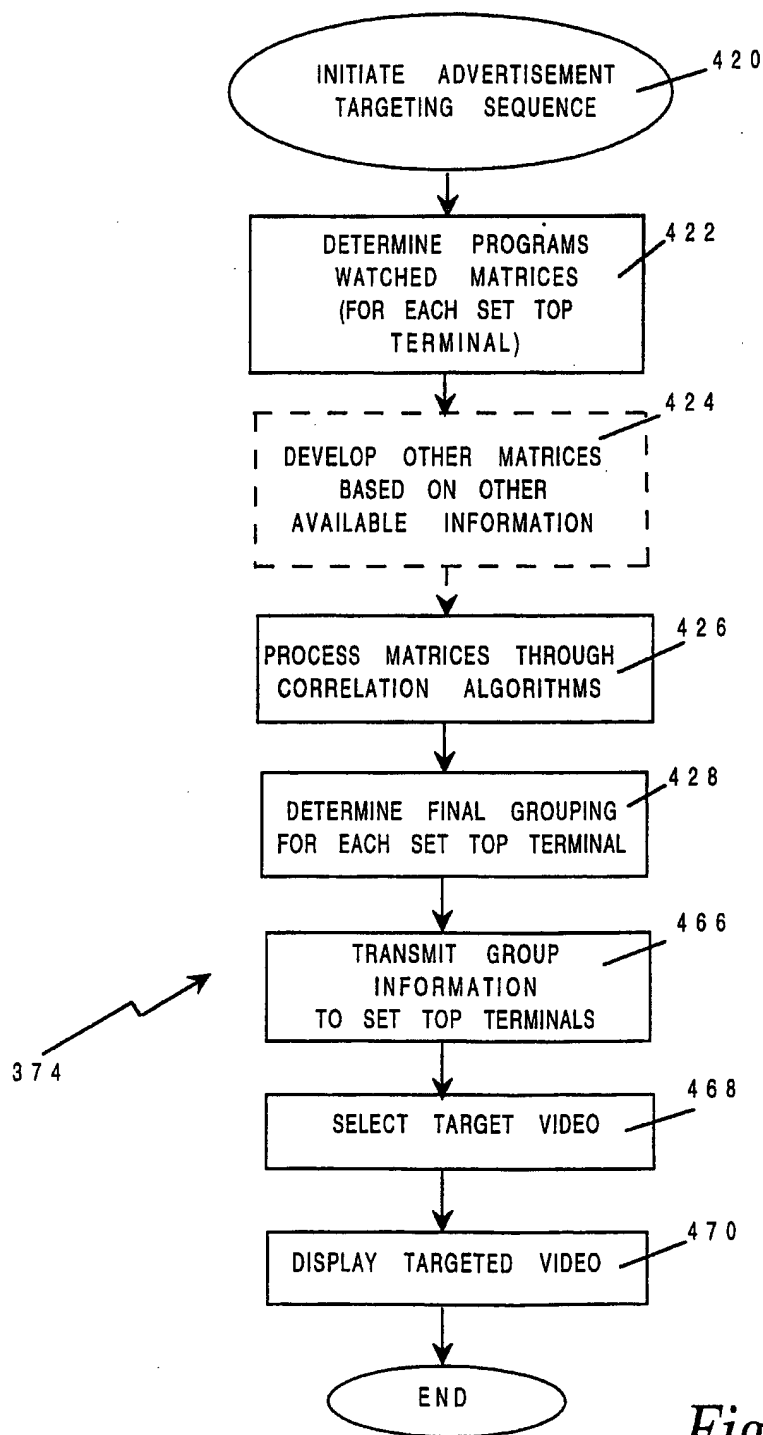 INITIATE ADVERTISEMENT
TARGETING SEQUENCE
420
DETERMINE PROGRAMS
WATCHED MATRICES
(FOR EACH SET TOP
TERMINAL)
422
DEVELOP OTHER MATRICES
BASED ON OTHER
AVAILABLE INFORMATION
424
PROCESS MATRICES THROUGH
CORRELATION ALGORITHMS
426
DETERMINE FINAL GROUPING
FOR EACH SET TOP TERMINAL
428
TRANSMIT GROUP
INFORMATION
TO SET TOP TERMINALS
466
374
SELECT TARGET VIDEO
468
DISPLAY TARGETED VIDEO
470
END
Fig